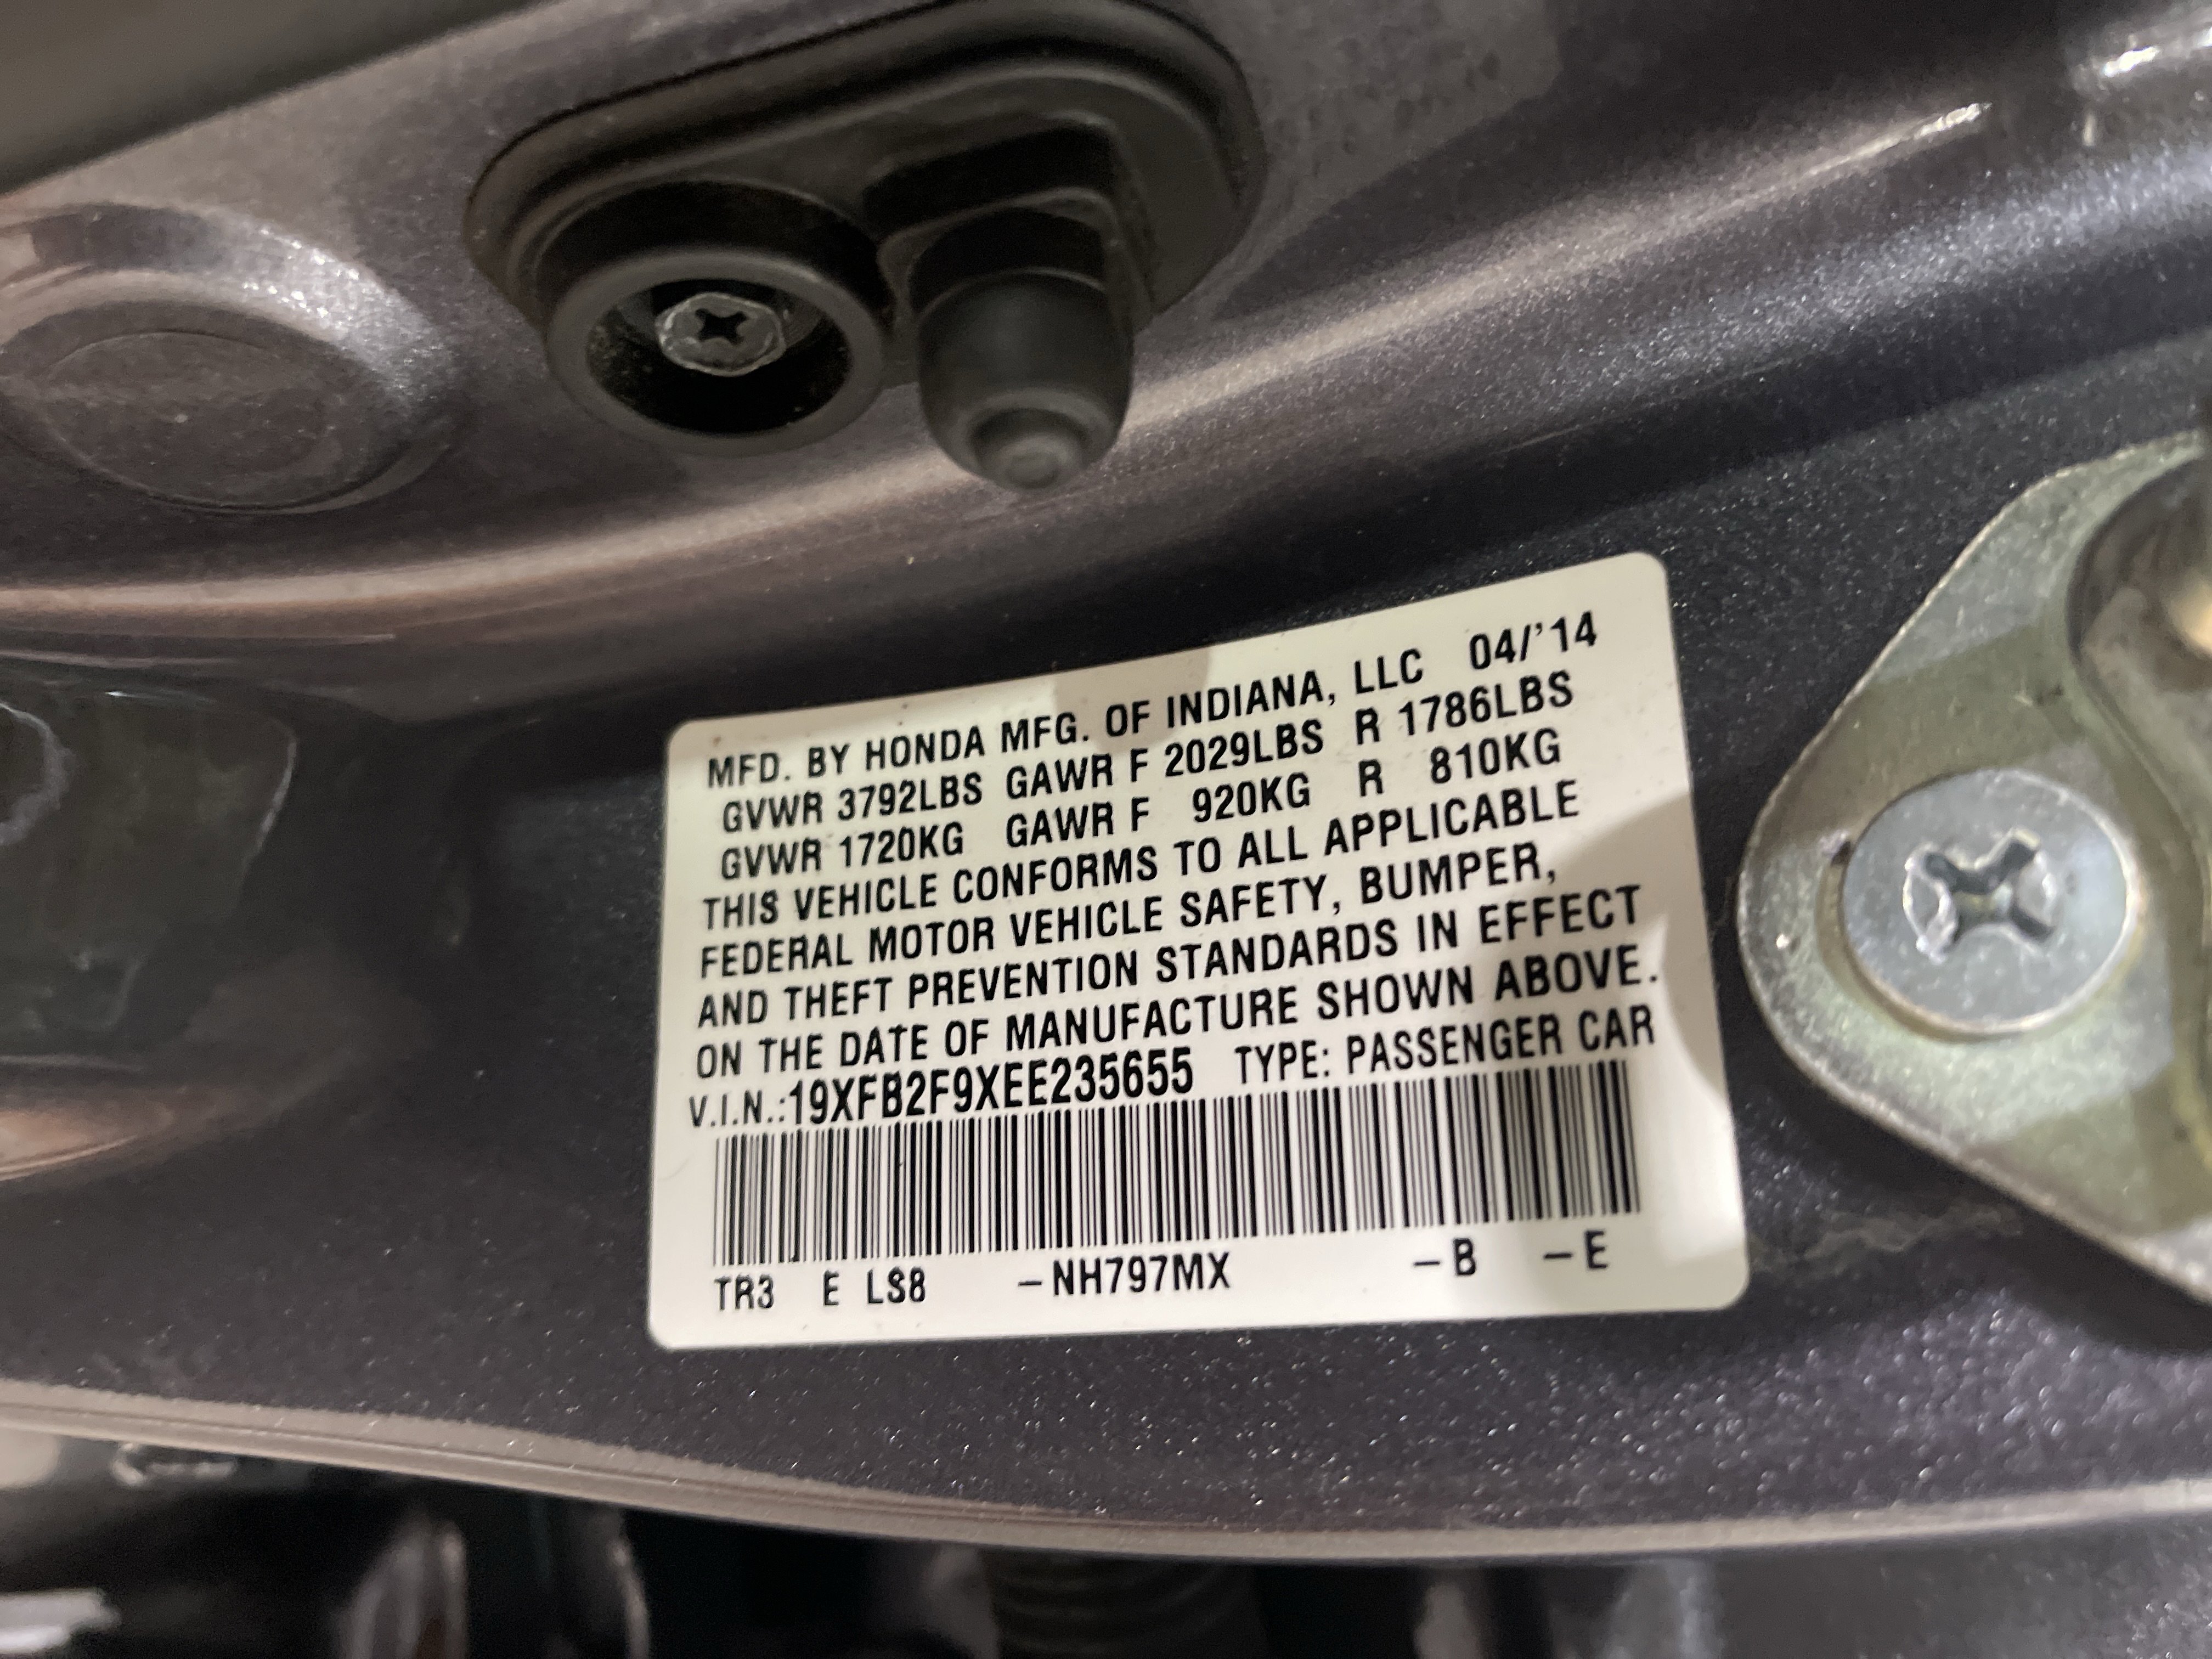 MFD. BY HONDA MFG. OF INDIANA, LLC 04/'14
GVWR 3792LBS GAWR F 2029LBS R 1786LBS
GVWR 1720KG GAWR F 920KG R 810KG
THIS VEHICLE CONFORMS TO ALL APPLICABLE
FEDERAL MOTOR VEHICLE SAFETY, BUMPER,
AND THEFT PREVENTION STANDARDS IN EFFECT
ON THE DATE OF MANUFACTURE SHOWN ABOVE.
V.I.N.:19XFB2F9XEE235655 TYPE: PASSENGER CAR
TR3 E LS8 –NH797MX –B –E